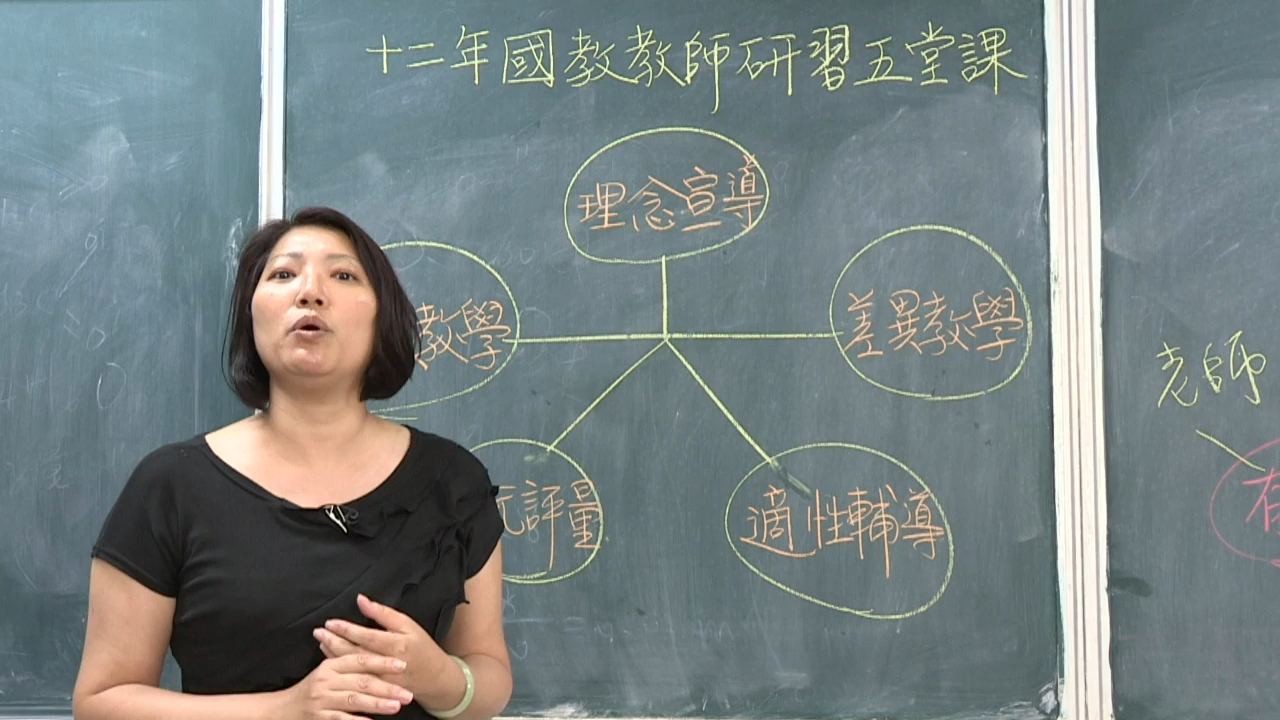 十二年國教教師研習五堂課
理念宣導
教學
差異教學
評量
適性輔導
老師